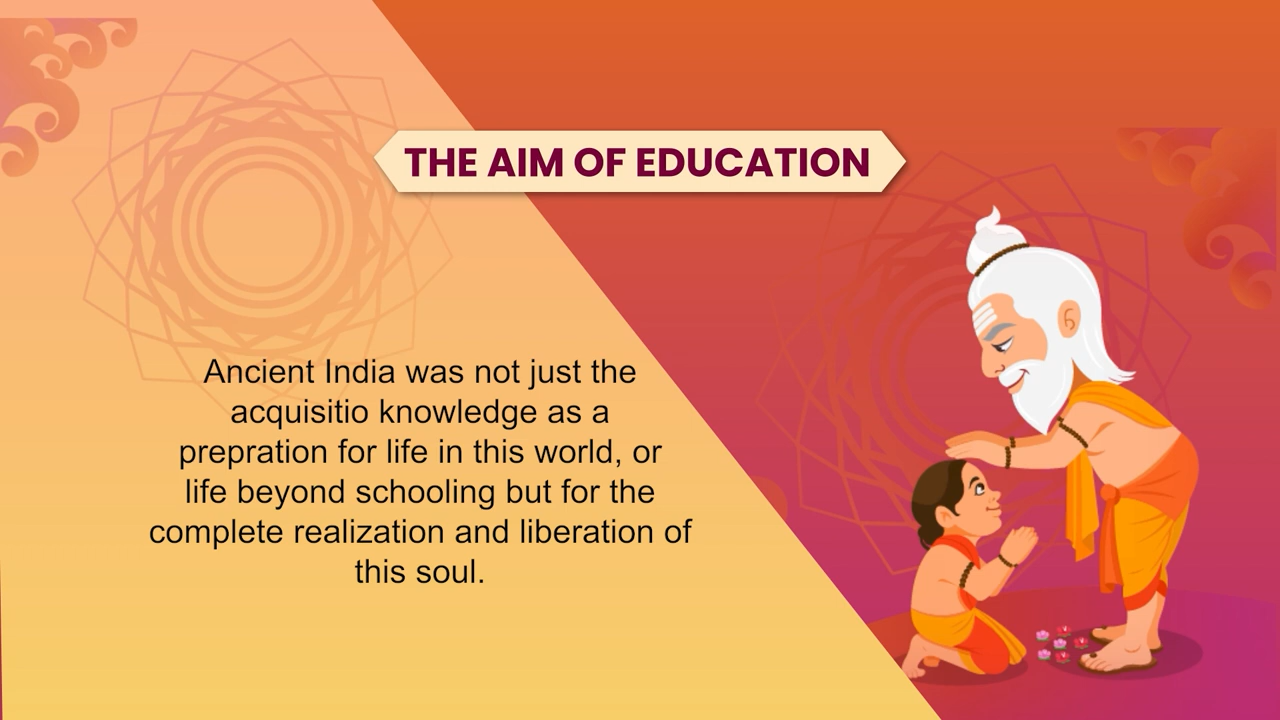 THE AIM OF EDUCATION
Ancient India was not just the
acquisitio knowledge as a
prepration for life in this world, or
life beyond schooling but for the
complete realization and liberation of
this soul.